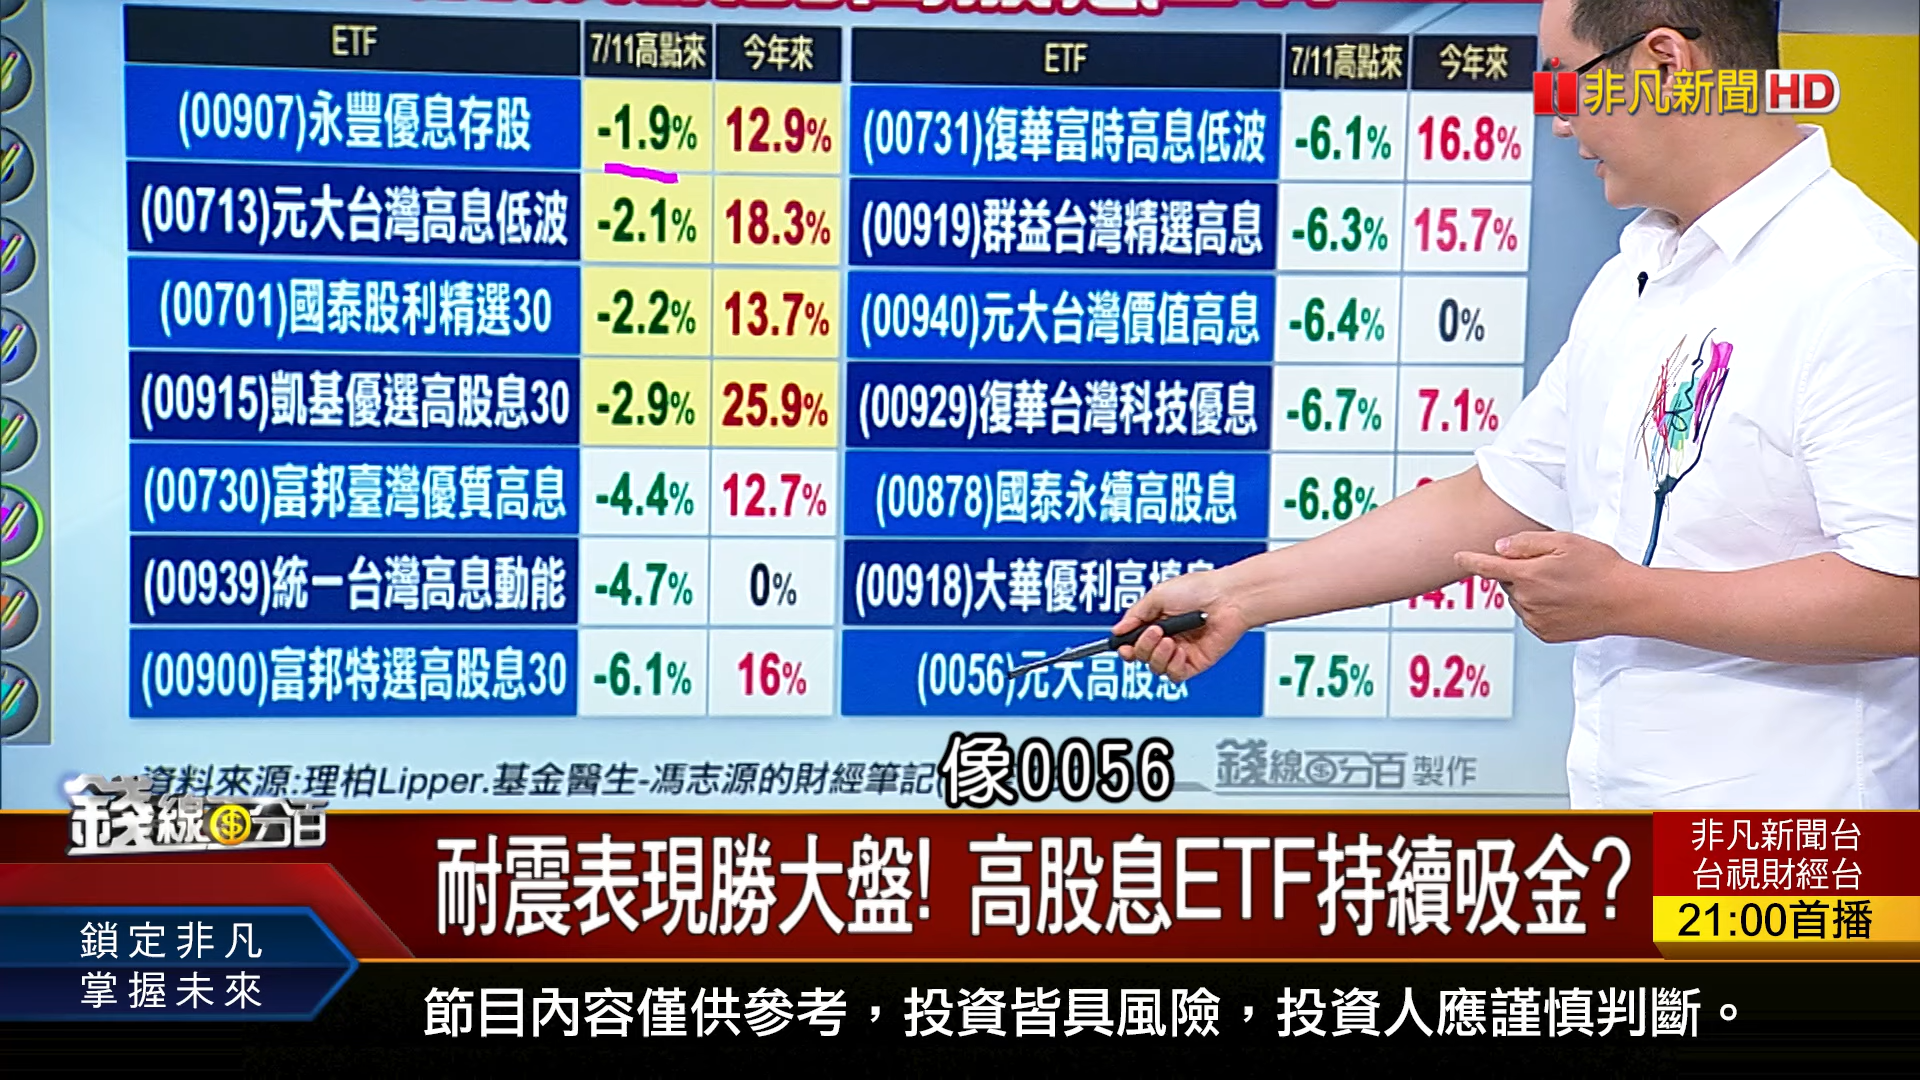 ETF 7/11高點來 今年來
(00907)永豐優息存股 -1.9% 12.9%
(00713)元大台灣高息低波 -2.1% 18.3%
(00701)國泰股利精選30 -2.2% 13.7%
(00915)凱基優選高股息30 -2.9% 25.9%
(00730)富邦臺灣優質高息 -4.4% 12.7%
(00939)統一台灣高息動能 -4.7% 0%
(00900)富邦特選高股息30 -6.1% 16%
ETF 7/11高點來 今年來
(00731)復華富時高息低波 -6.1% 16.8%
(00919)群益台灣精選高息 -6.3% 15.7%
(00940)元大台灣價值高息 -6.4% 0%
(00929)復華台灣科技優息 -6.7% 7.1%
(00878)國泰永續高股息 -6.8%
(00918)大華優利高填息 4.1%
(0056)元大高股息 -7.5% 9.2%
非凡新聞HD
資料來源:理柏Lipper.基金醫生-馮志源的財經筆記
錢線百分百 製作
像0056
錢線百分百
耐震表現勝大盤! 高股息ETF持續吸金?
非凡新聞台
台視財經台
21:00首播
鎖定非凡
掌握未來
節目內容僅供參考，投資皆具風險，投資人應謹慎判斷。